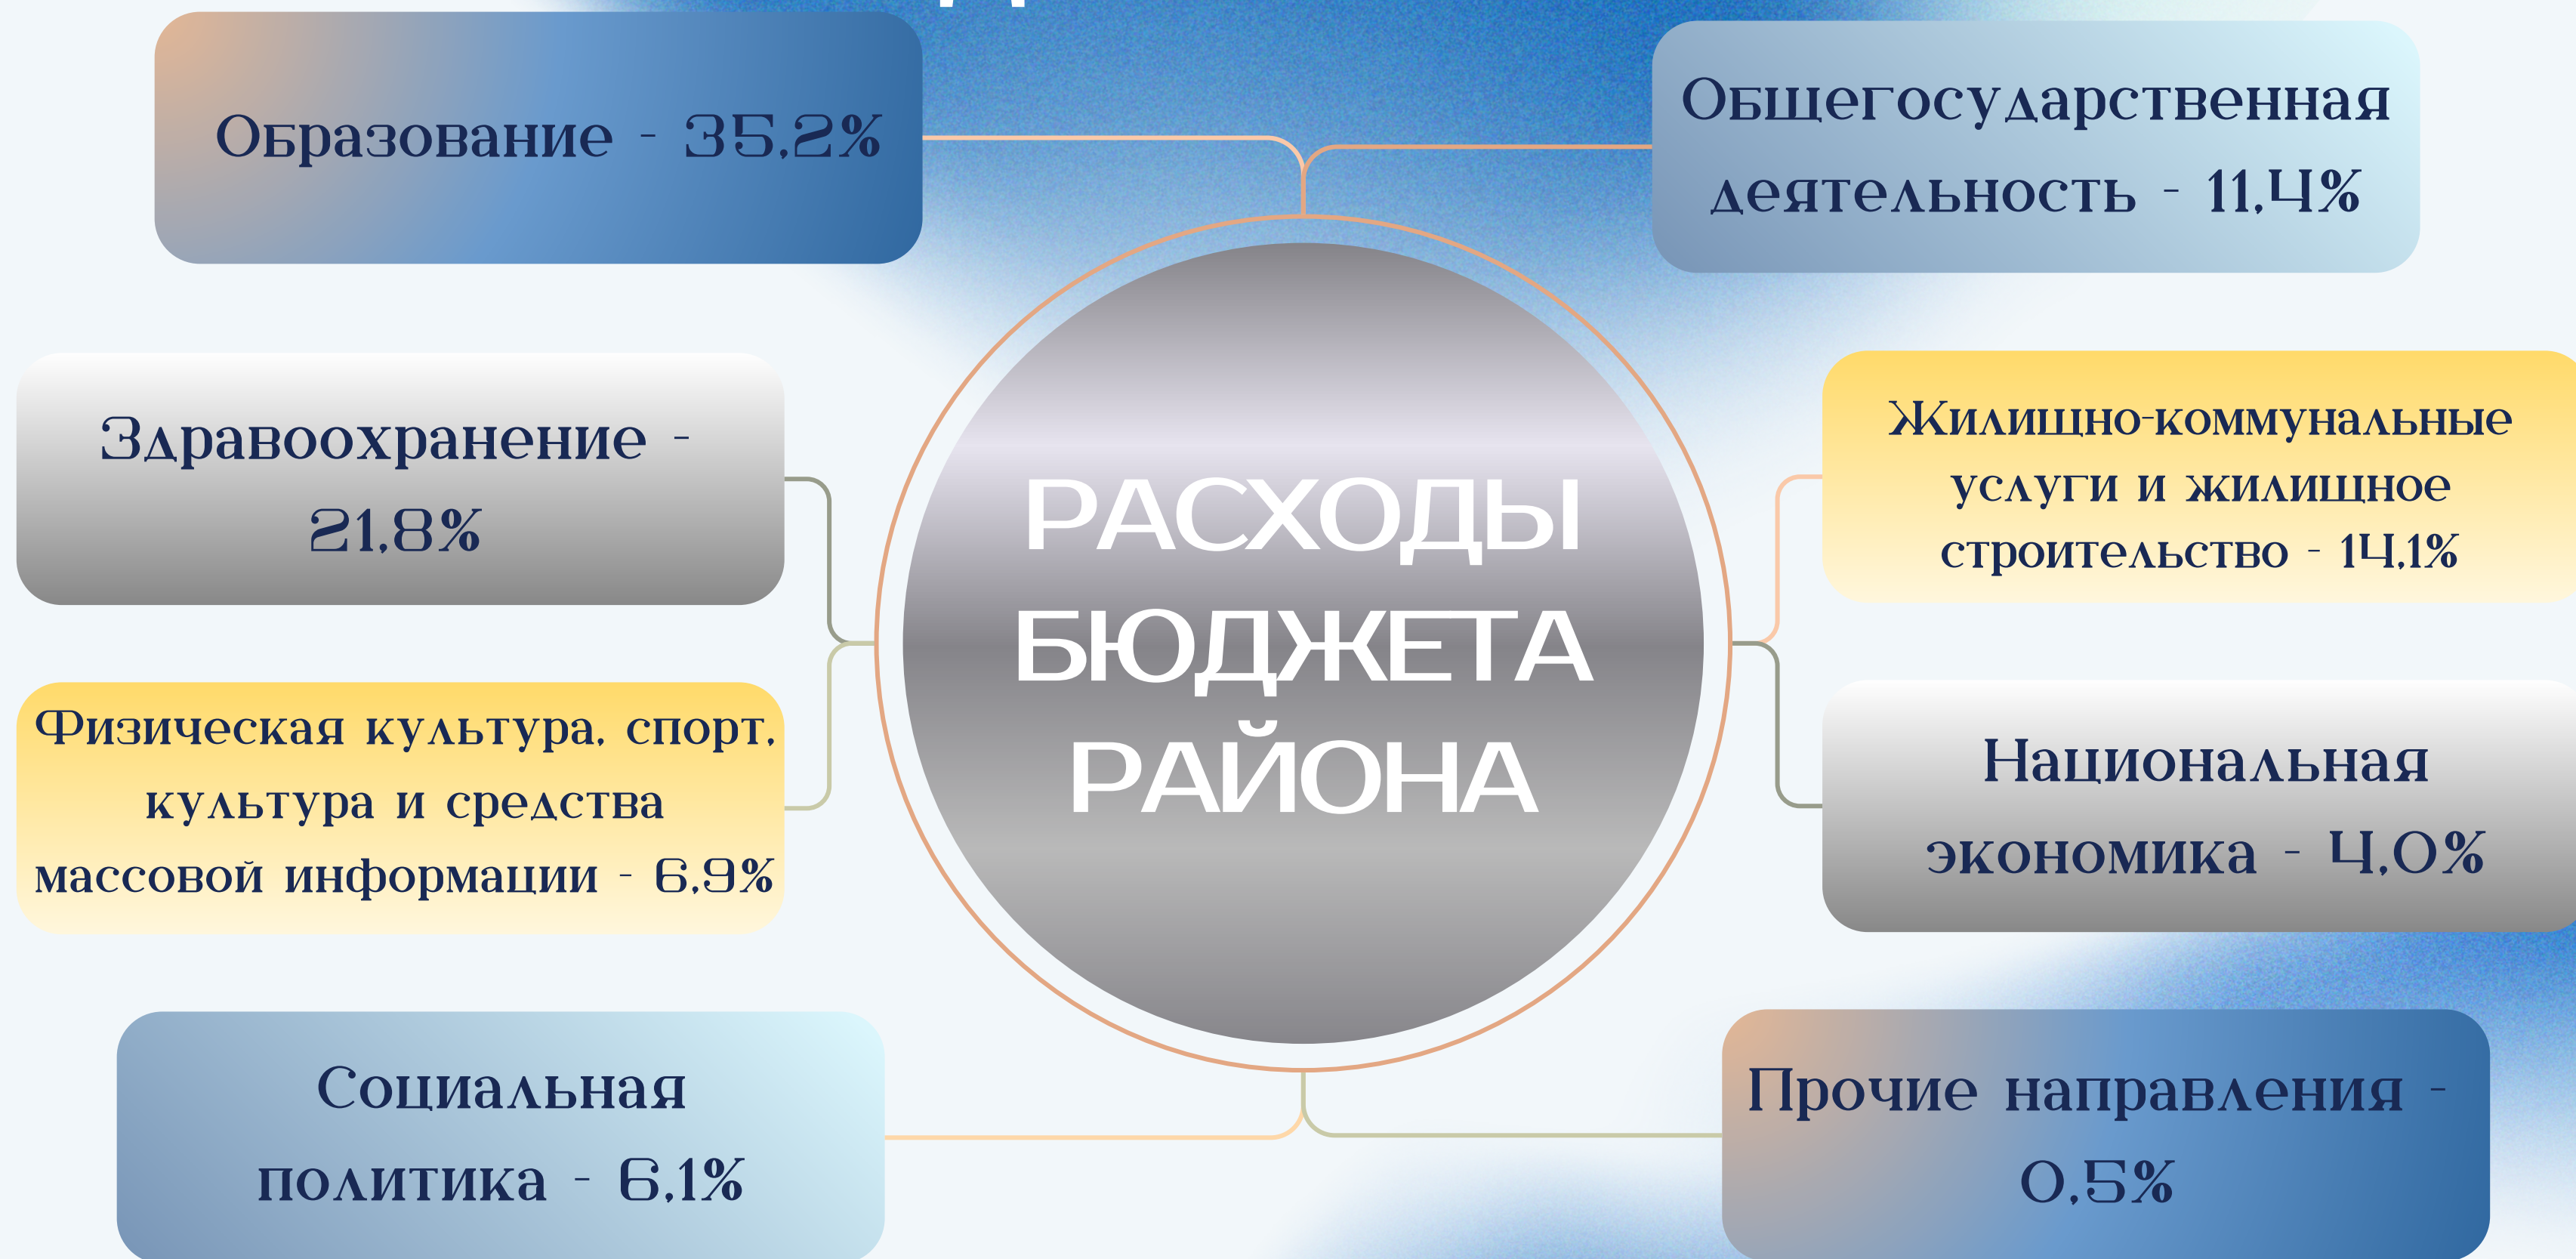 Образование - 35,2%
Общегосударственная
деятельность - 11,4%
Здравоохранение -
21,8%
Жилищно-коммунальные
услуги и жилищное
строительство - 14,1%
РАСХОДЫ
БЮДЖЕТА
РАЙОНА
Физическая культура, спорт,
культура и средства
массовой информации - 6,9%
Национальная
экономика - 4,0%
Социальная
политика - 6,1%
Прочие направления -
0,5%